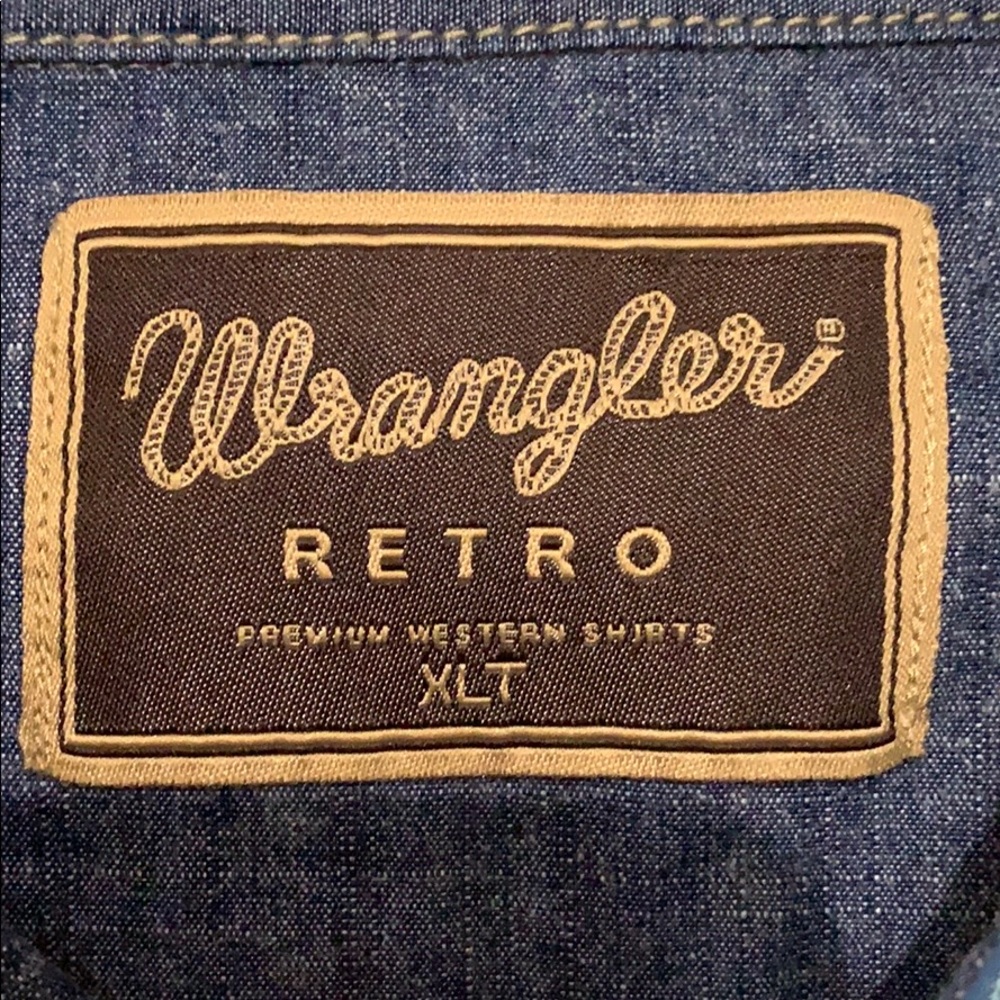 Wrangler®
RETRO
PREMIUM WESTERN SHIRTS
XLT